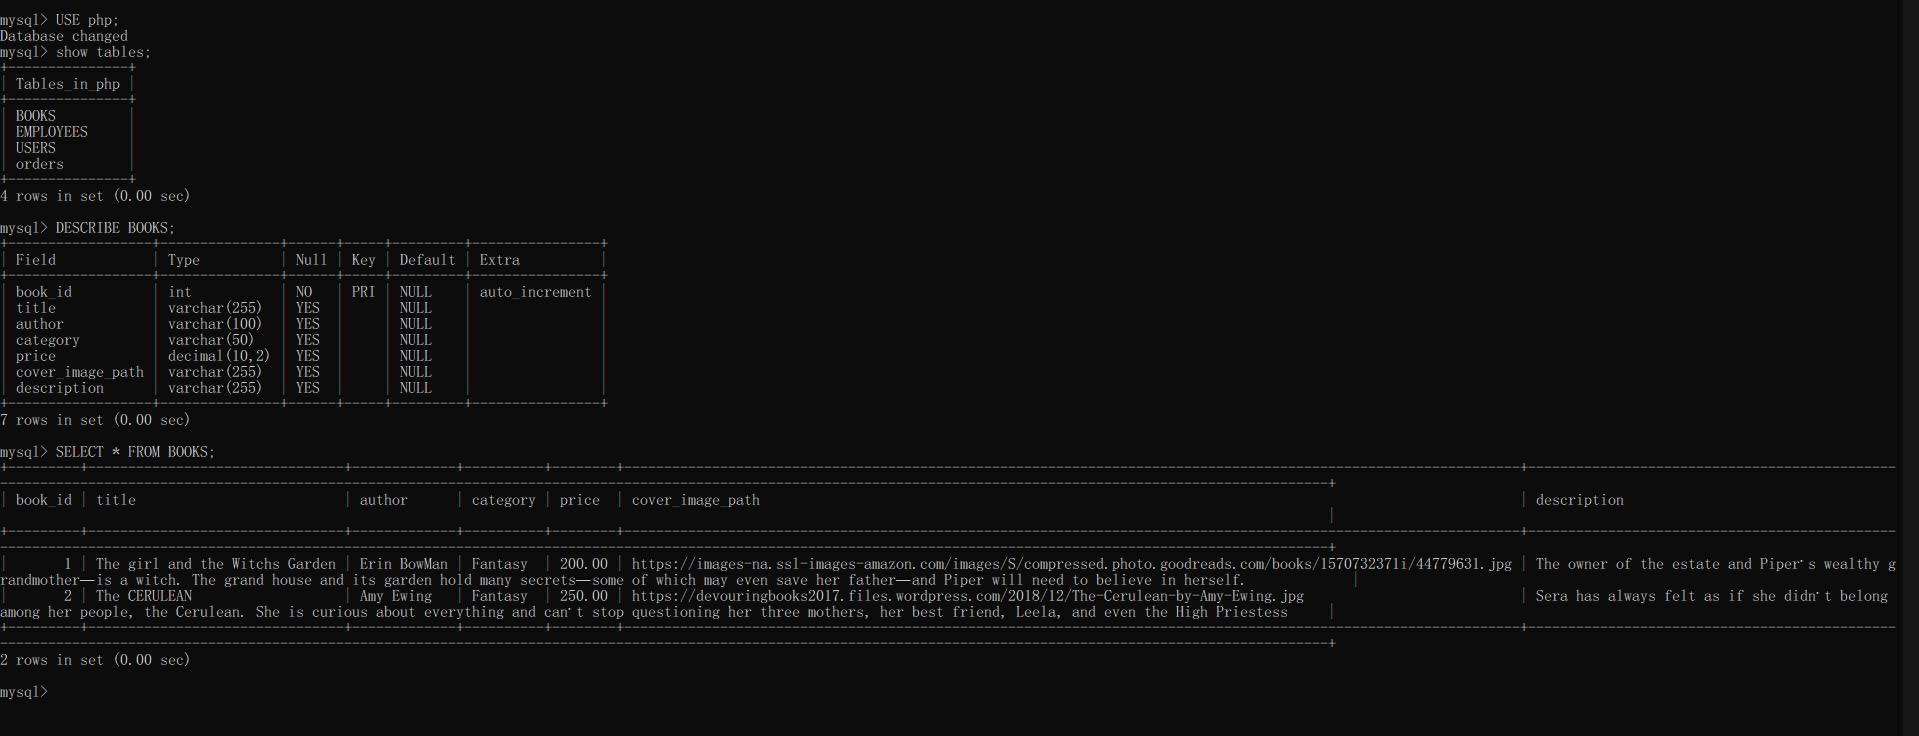 mysql> USE php;
Database changed
mysql> show tables;
+---------------+
| Tables_in_php |
+---------------+
| BOOKS         |
| EMPLOYEES     |
| USERS         |
| orders        |
+---------------+
4 rows in set (0.00 sec)
mysql> DESCRIBE BOOKS;
+------------------+--------------+------+-----+---------+----------------+
| Field            | Type          | Null | Key | Default | Extra          |
+------------------+--------------+------+-----+---------+----------------+
| book_id          | int           | NO   | PRI | NULL    | auto_increment |
| title            | varchar(255)  | YES  |     | NULL    |                |
| author           | varchar(100)  | YES  |     | NULL    |                |
| category         | varchar(50)   | YES  |     | NULL    |                |
| price            | decimal(10,2) | YES  |     | NULL    |                |
| cover_image_path | varchar(255)  | YES  |     | NULL    |                |
| description      | varchar(255)  | YES  |     | NULL    |                |
+------------------+--------------+------+-----+---------+----------------+
7 rows in set (0.00 sec)
mysql> SELECT * FROM BOOKS;
| book_id | title | author | category | price | cover_image_path | description
|
| 1 | The girl and the Witchs Garden | Erin BowMan | Fantasy | 200.00 | https://images-na.ssl-images-amazon.com/images/S/compressed.photo.goodreads.com/books/1570732371i/44779631.jpg | The owner of the estate and Piper's wealthy g
randmother—is a witch. The grand house and its garden hold many secrets—some of which may even save her father—and Piper will need to believe in herself. |
| 2 | The CERULEAN | Amy Ewing | Fantasy | 250.00 | https://devouringbooks2017.files.wordpress.com/2018/12/The-Cerulean-by-Amy-Ewing.jpg | Sera has always felt as if she didn't belong
among her people, the Cerulean. She is curious about everything and can't stop questioning her three mothers, her best friend, Leela, and even the High Priestess |
2 rows in set (0.00 sec)
mysql>